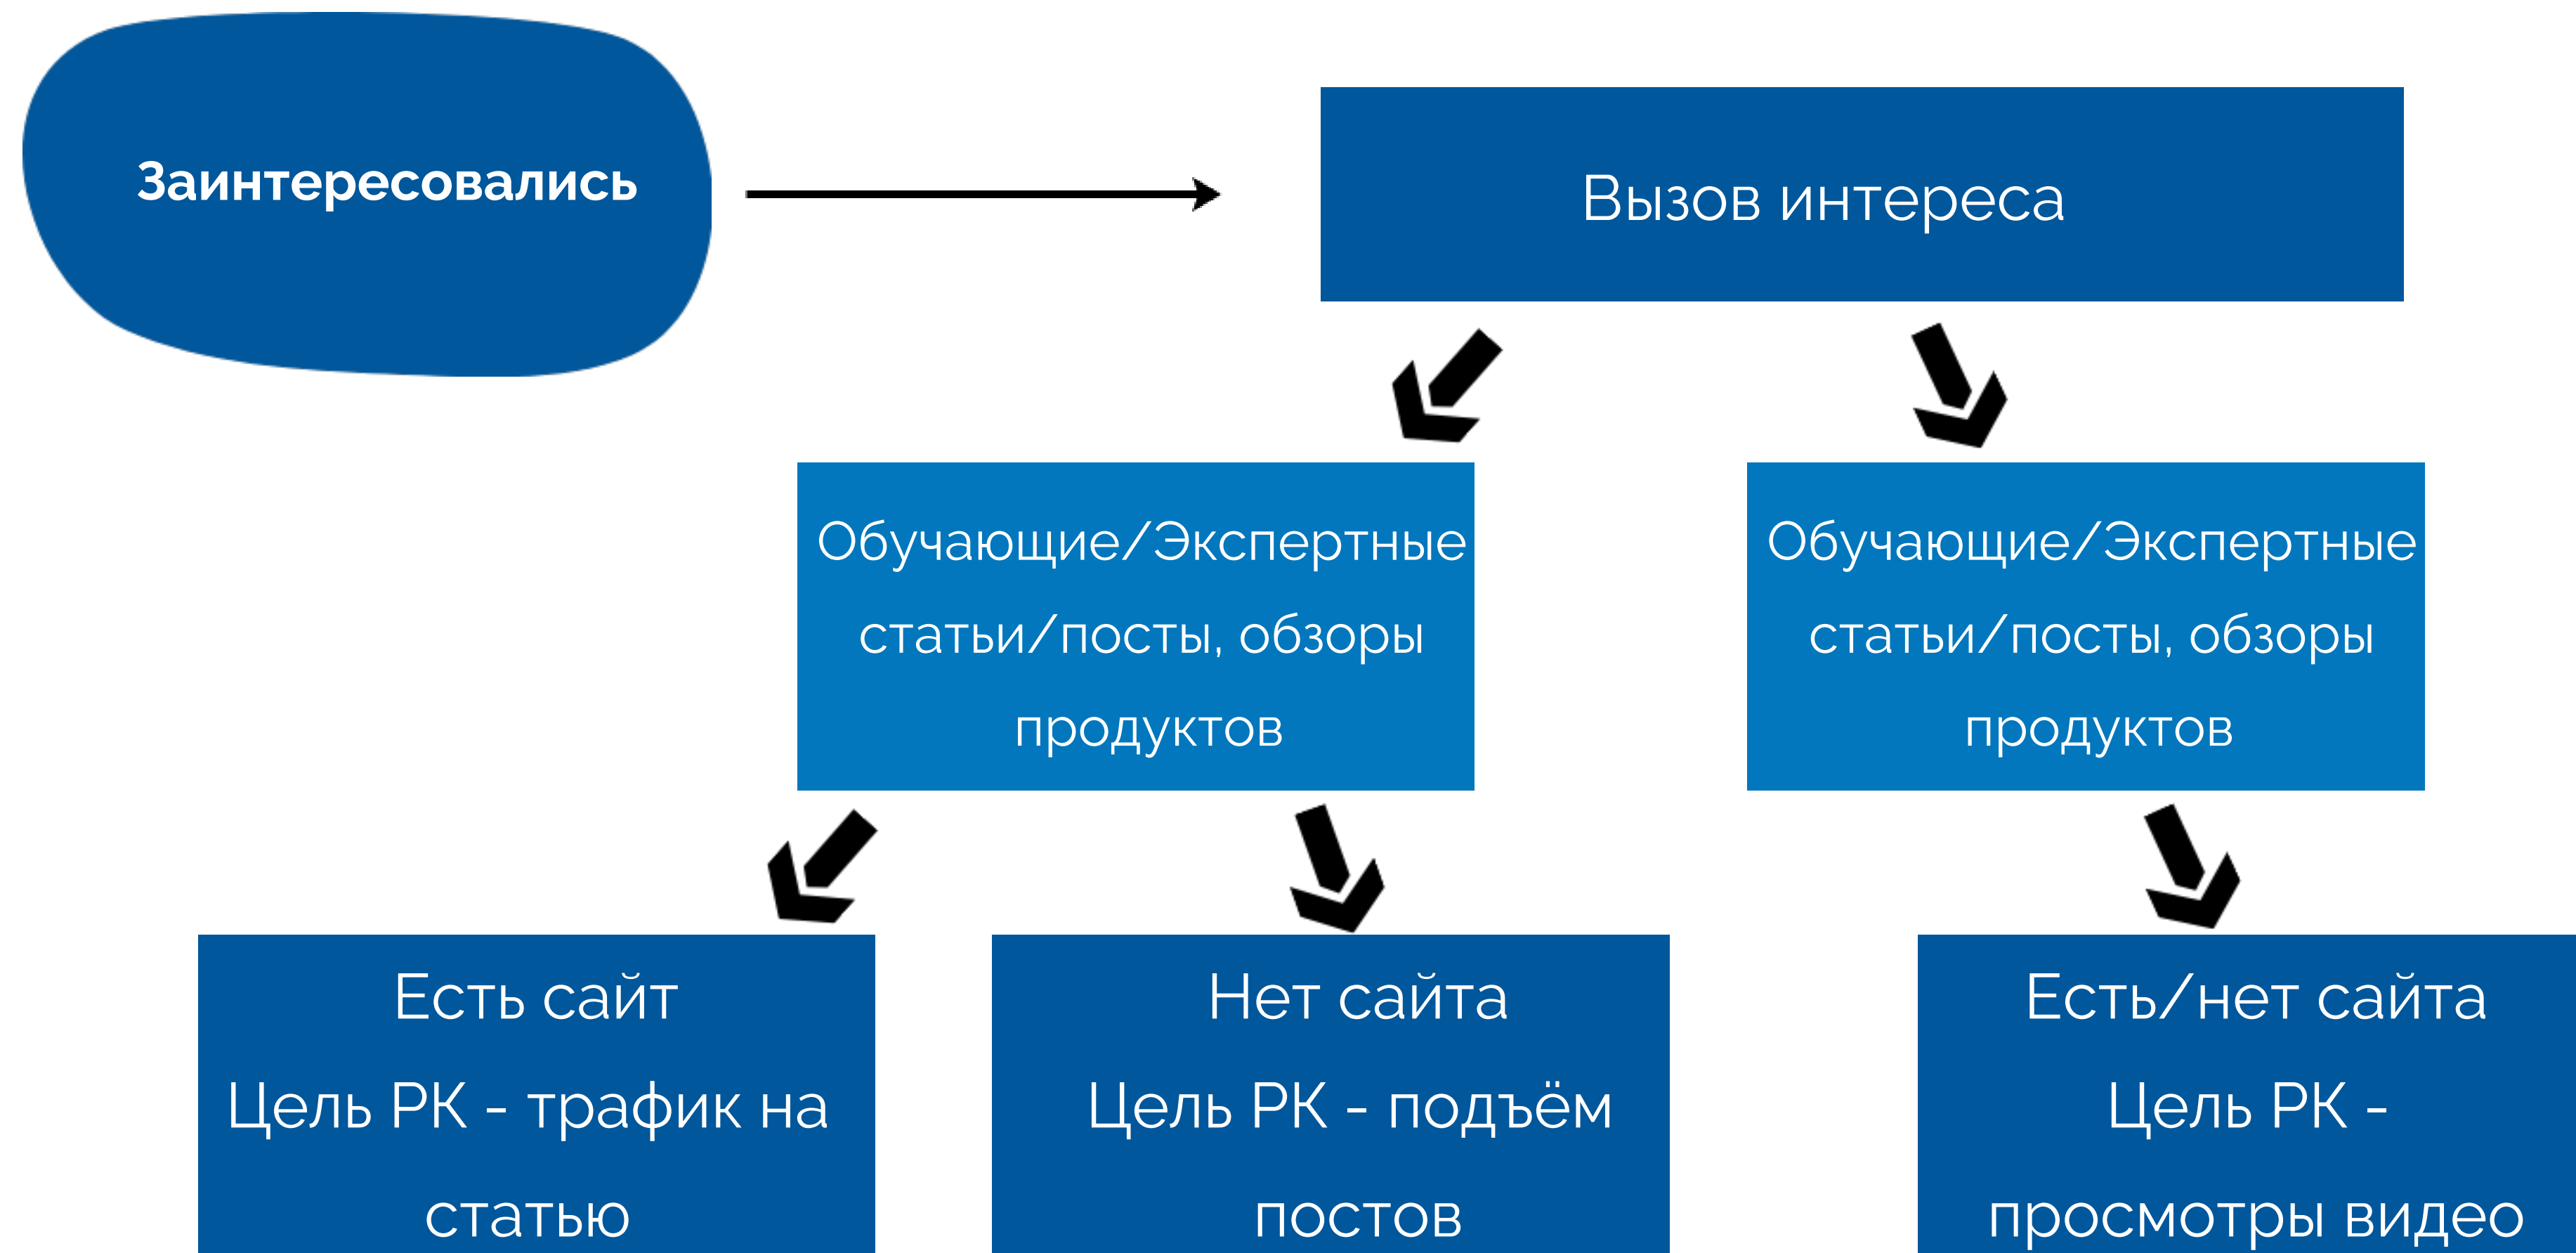 Заинтересовались
Вызов интереса
Обучающие/Экспертные
статьи/посты, обзоры
продуктов
Обучающие/Экспертные
статьи/посты, обзоры
продуктов
Есть сайт
Цель РК - трафик на
статью
Нет сайта
Цель РК - подъём
постов
Есть/нет сайта
Цель РК -
просмотры видео